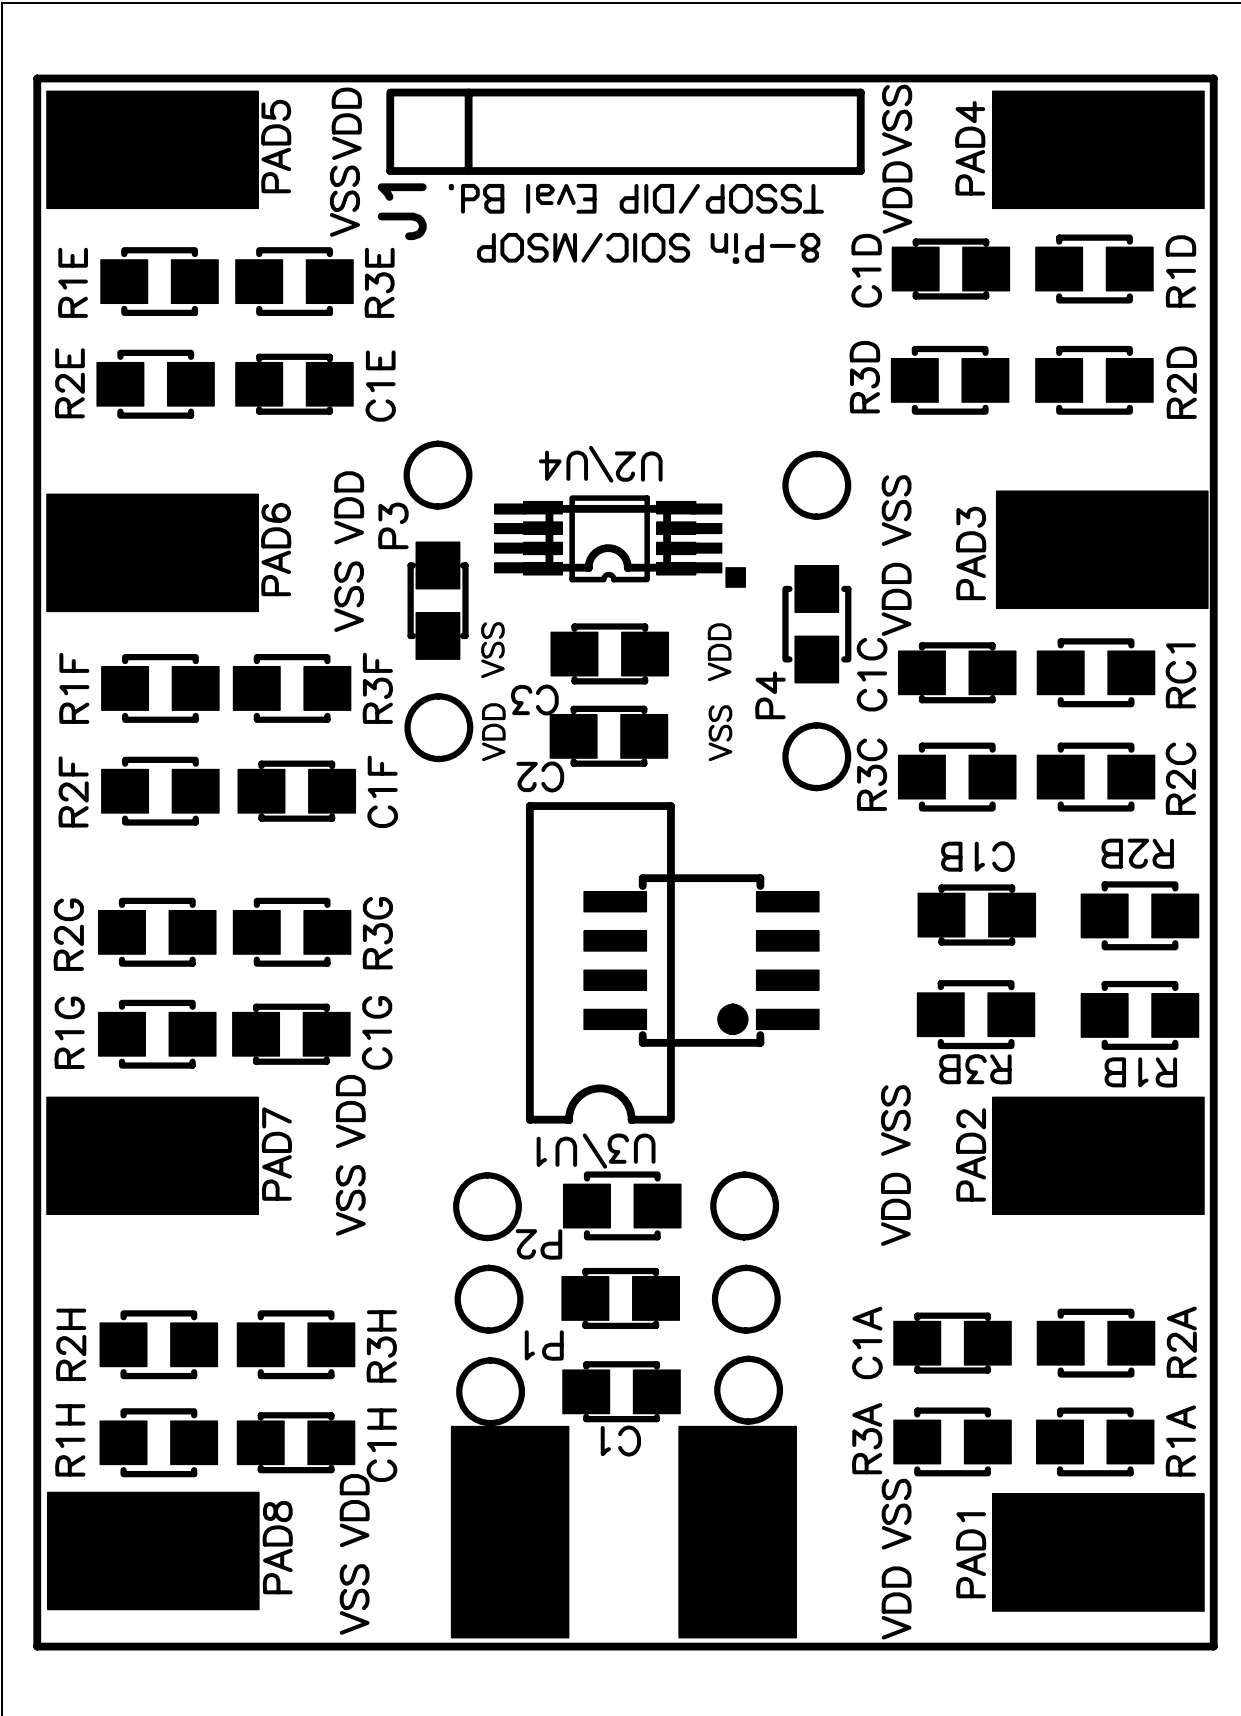 PAD5
VSSVDD
J1
TSSOP/DIP Eval Bd.
8-Pin SOIC/MSOP
VDDVSS
PAD4
R1E
R3E
C1D
R1D
R2E
C1E
R3D
R2D
U2\U4
PAD6
VSS VDD
P3
VDD VSS
PAD3
VSS
VDD
R1F
R3F
C3
P4
C1C
RC1
VDD
VSS
R2F
C1F
C2
R3C
R2C
C1B
R2B
R2G
R3G
R1G
C1G
R3B
R1B
PAD7
VSS VDD
U3\U1
VDD VSS
PAD2
P2
R2H
R3H
P1
C1A
R2A
R1H
C1H
C1
R3A
R1A
PAD8
VSS VDD
VDD VSS
PAD1